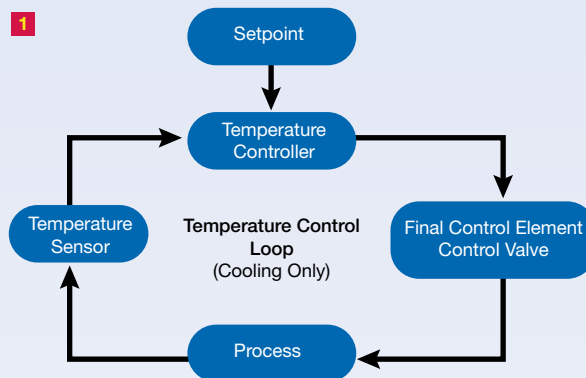 1
Setpoint
Temperature
Controller
Temperature
Sensor
Temperature Control
Loop
(Cooling Only)
Final Control Element
Control Valve
Process